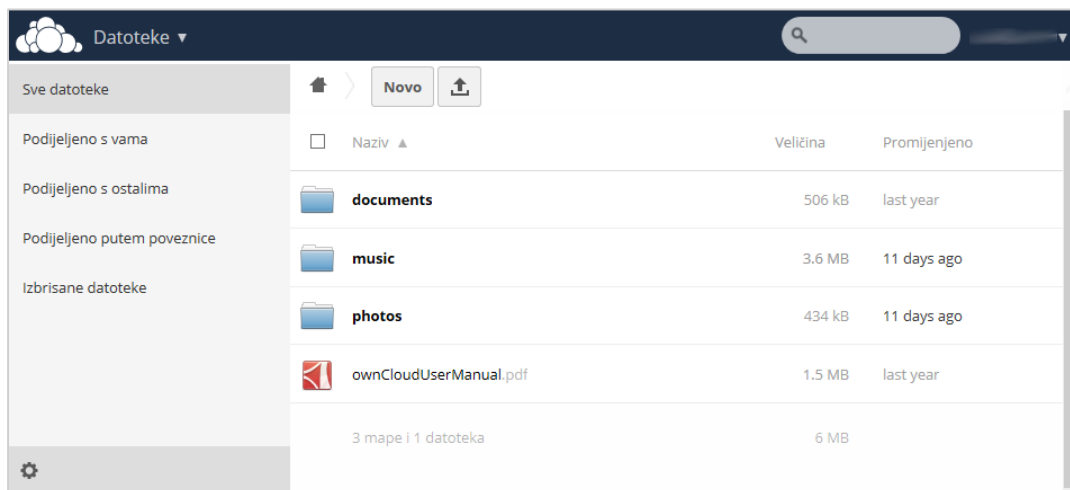 Datoteke ▾
Sve datoteke
Podijeljeno s vama
Podijeljeno s ostalima
Podijeljeno putem poveznice
Izbrisane datoteke
Novo
Naziv ▲ Veličina Promijenjeno
documents 506 kB last year
music 3.6 MB 11 days ago
photos 434 kB 11 days ago
ownCloudUserManual.pdf 1.5 MB last year
3 mape i 1 datoteka 6 MB